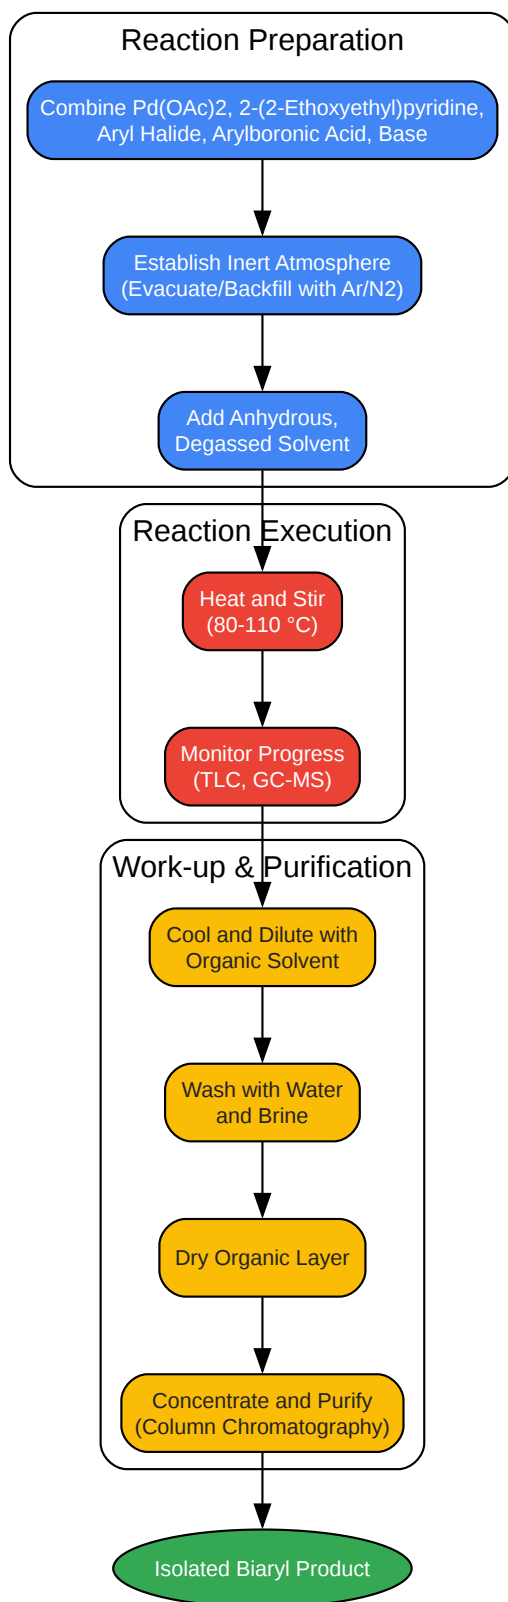 Reaction Preparation
Combine Pd(OAc)2, 2-(2-Ethoxyethyl)pyridine,
Aryl Halide, Arylboronic Acid, Base
Establish Inert Atmosphere
(Evacuate/Backfill with Ar/N2)
Add Anhydrous,
Degassed Solvent
Reaction Execution
Heat and Stir
(80-110 °C)
Monitor Progress
(TLC, GC-MS)
Work-up & Purification
Cool and Dilute with
Organic Solvent
Wash with Water
and Brine
Dry Organic Layer
Concentrate and Purify
(Column Chromatography)
Isolated Biaryl Product